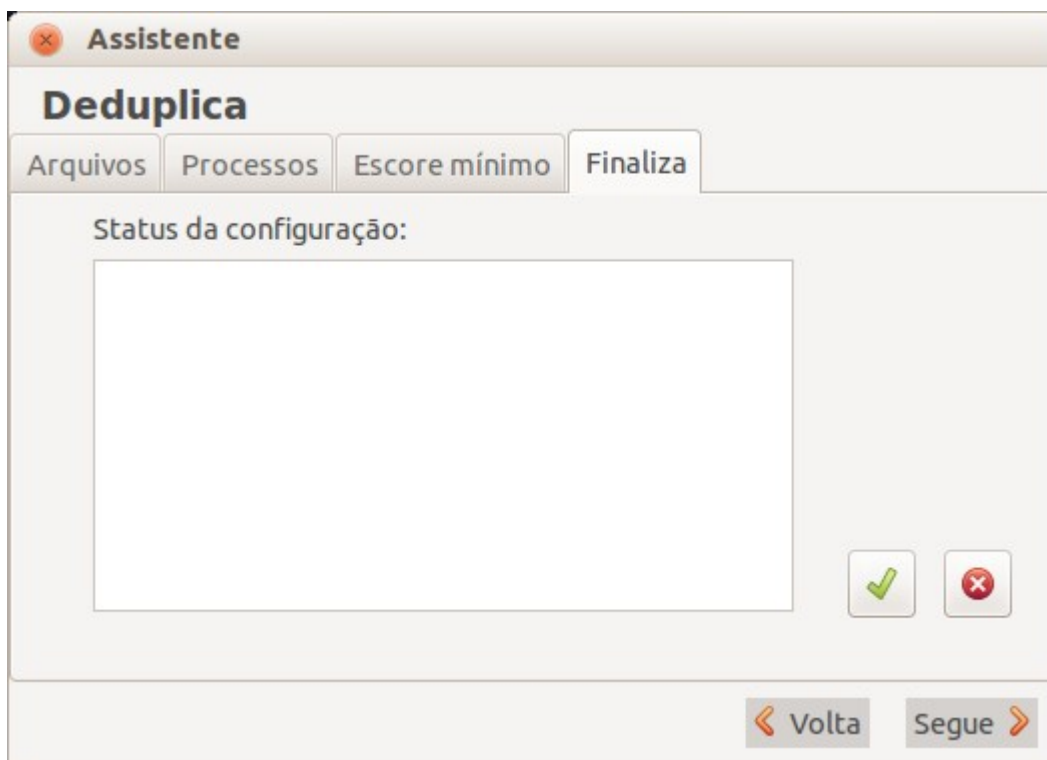 Assistente
Deduplica
Arquivos Processos Escore mínimo Finaliza
Status da configuração:
Volta Segue